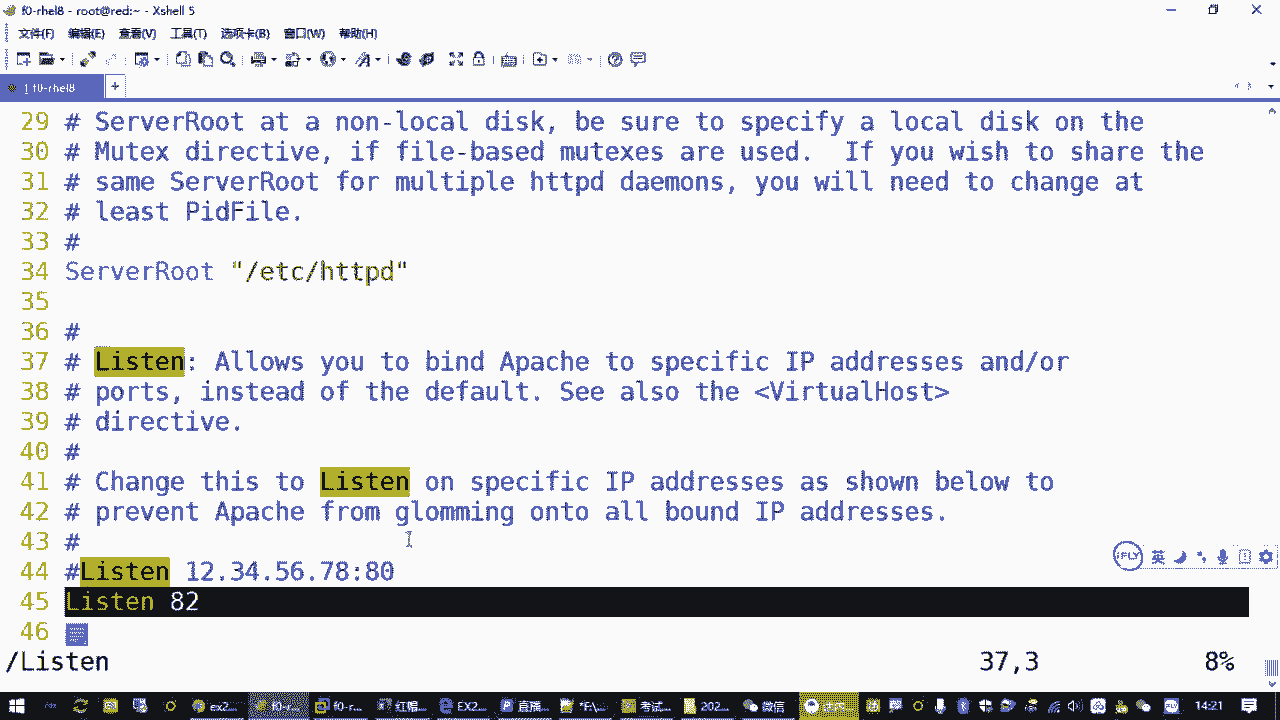 f0-rhel8 - root@red:~ - Xshell 5
文件(F) 编辑(E) 查看(V) 工具(T) 选项卡(B) 窗口(W) 帮助(H)
1 f0-rhel8
29 # ServerRoot at a non-local disk, be sure to specify a local disk on the
30 # Mutex directive, if file-based mutexes are used.  If you wish to share the
31 # same ServerRoot for multiple httpd daemons, you will need to change at
32 # least PidFile.
33 #
34 ServerRoot "/etc/httpd"
35
36 #
37 # Listen: Allows you to bind Apache to specific IP addresses and/or
38 # ports, instead of the default. See also the <VirtualHost>
39 # directive.
40 #
41 # Change this to Listen on specific IP addresses as shown below to
42 # prevent Apache from glomming onto all bound IP addresses.
43 #
44 #Listen 12.34.56.78:80
45 Listen 82
46
/Listen 37,3 8%
iFLY 英
ex2... f0-r... f0-r... 红帽... EX2... 直播... *E\... 考试... 202... 微信 14:21